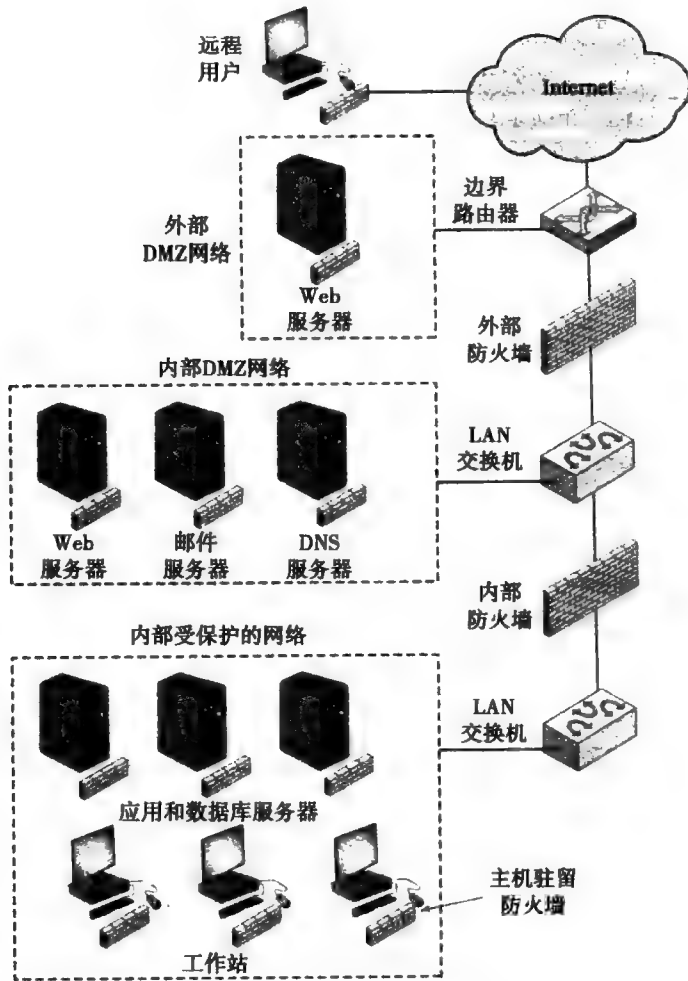 远程
用户
Internet
边界
路由器
外部
DMZ网络
Web
服务器
外部
防火墙
内部DMZ网络
LAN
交换机
Web
服务器
邮件
服务器
DNS
服务器
内部
防火墙
内部受保护的网络
LAN
交换机
应用和数据库服务器
主机驻留
防火墙
工作站